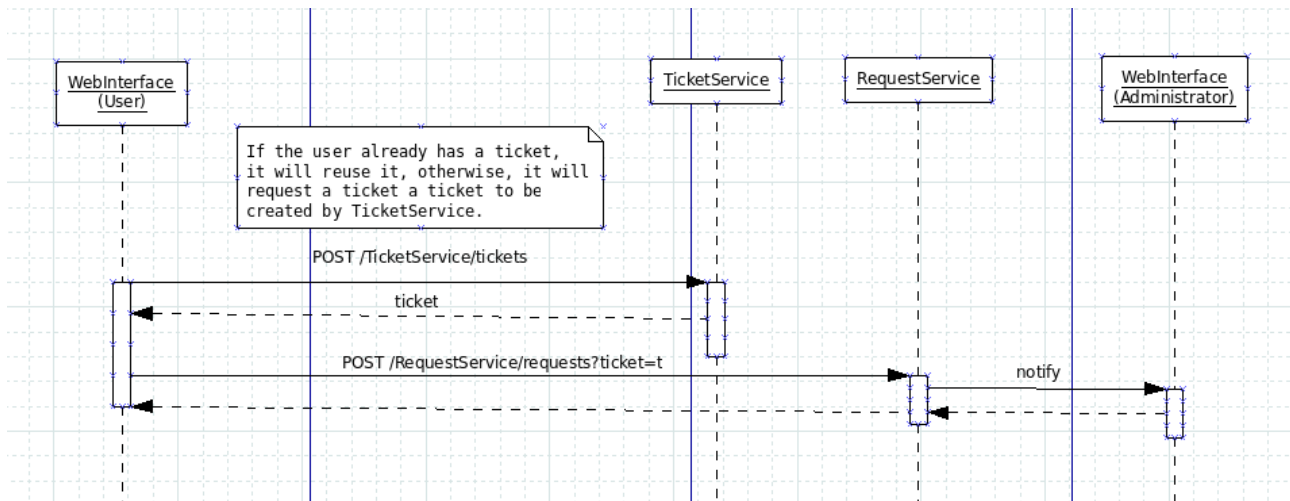 WebInterface
(User)
TicketService
RequestService
WebInterface
(Administrator)
If the user already has a ticket,
it will reuse it, otherwise, it will
request a ticket a ticket to be
created by TicketService.
POST /TicketService/tickets
ticket
POST /RequestService/requests?ticket=t
notify